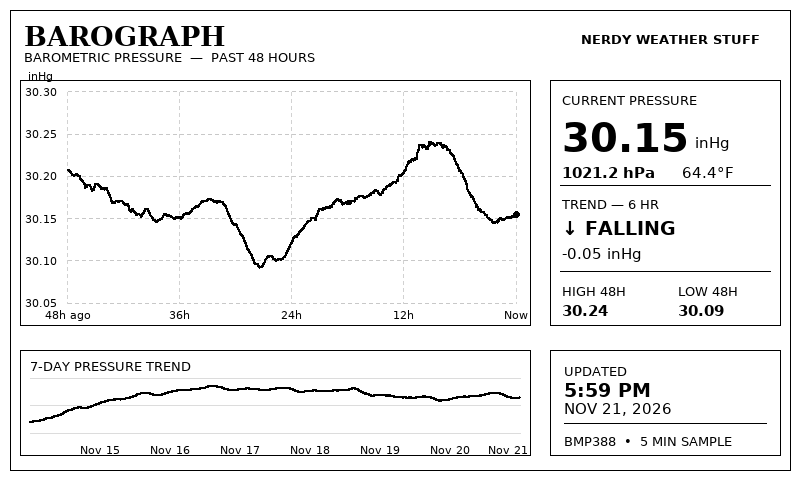 BAROGRAPH
BAROMETRIC PRESSURE — PAST 48 HOURS
NERDY WEATHER STUFF
inHg
30.30
30.25
30.20
30.15
30.10
30.05
48h ago 36h 24h 12h Now
CURRENT PRESSURE
30.15 inHg
1021.2 hPa 64.4°F
TREND — 6 HR
↓ FALLING
-0.05 inHg
HIGH 48H LOW 48H
30.24 30.09
7-DAY PRESSURE TREND
Nov 15 Nov 16 Nov 17 Nov 18 Nov 19 Nov 20 Nov 21
UPDATED
5:59 PM
NOV 21, 2026
BMP388 • 5 MIN SAMPLE